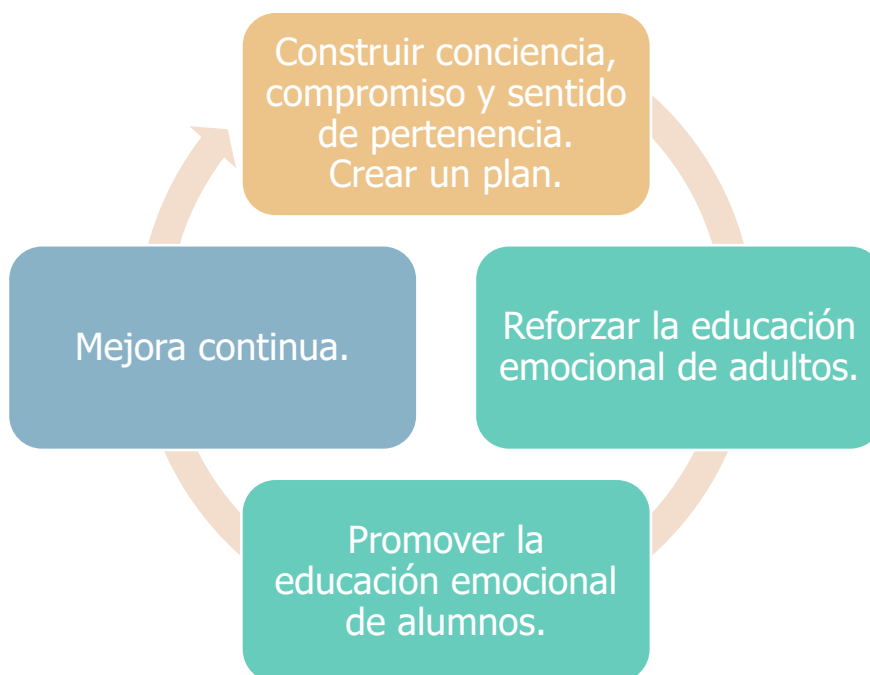 Construir conciencia,
compromiso y sentido
de pertenencia.
Crear un plan.
Reforzar la educación
emocional de adultos.
Promover la
educación emocional
de alumnos.
Mejora continua.